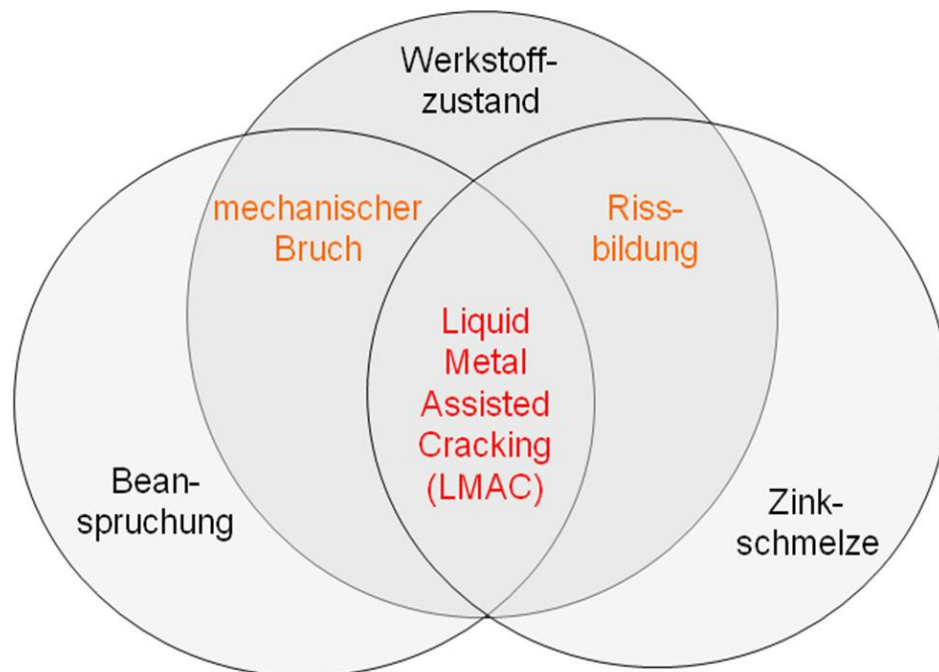 Werkstoff-
zustand
mechanischer
Bruch
Riss-
bildung
Liquid
Metal
Assisted
Cracking
(LMAC)
Bean-
spruchung
Zink-
schmelze